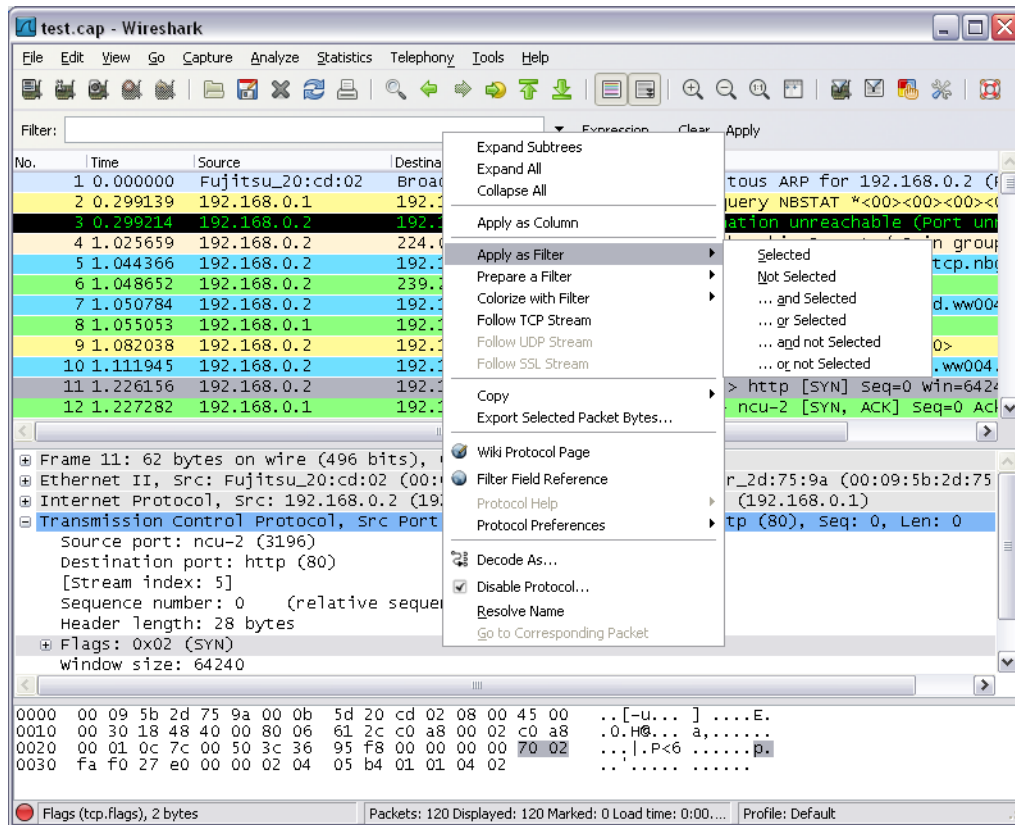 test.cap - Wireshark
File Edit View Go Capture Analyze Statistics Telephony Tools Help
Filter: Expression... Clear Apply
No. Time Source Destina
1 0.000000 Fujitsu_20:cd:02 Broad tous ARP for 192.168.0.2 (
2 0.299139 192.168.0.1 192.1 query NBSTAT *<00><00><00><
3 0.299214 192.168.0.2 192.1 ation unreachable (Port un
4 1.025659 192.168.0.2 224.0 group
5 1.044366 192.168.0.2 192.1 tcp.nb
6 1.048652 192.168.0.2 239.2
7 1.050784 192.168.0.2 192.1 d.ww004
8 1.055053 192.168.0.1 192.1
9 1.082038 192.168.0.2 192.1 0>
10 1.111945 192.168.0.2 192.1 .ww004.
11 1.226156 192.168.0.2 192.1 > http [SYN] Seq=0 Win=642
12 1.227282 192.168.0.1 192.1 ncu-2 [SYN, ACK] Seq=0 Ac
Expand Subtrees
Expand All
Collapse All
Apply as Column
Apply as Filter
Prepare a Filter
Colorize with Filter
Follow TCP Stream
Follow UDP Stream
Follow SSL Stream
Copy
Export Selected Packet Bytes...
Wiki Protocol Page
Filter Field Reference
Protocol Help
Protocol Preferences
Decode As...
Disable Protocol...
Resolve Name
Go to Corresponding Packet
Selected
Not Selected
... and Selected
... or Selected
... and not Selected
... or not Selected
Frame 11: 62 bytes on wire (496 bits),
Ethernet II, Src: Fujitsu_20:cd:02 (00: r_2d:75:9a (00:09:5b:2d:75
Internet Protocol, Src: 192.168.0.2 (19 (192.168.0.1)
Transmission Control Protocol, Src Port tp (80), Seq: 0, Len: 0
Source port: ncu-2 (3196)
Destination port: http (80)
[Stream index: 5]
Sequence number: 0 (relative seque
Header length: 28 bytes
Flags: 0x02 (SYN)
Window size: 64240
0000 00 09 5b 2d 75 9a 00 0b 5d 20 cd 02 08 00 45 00 ..[-u... ] ....E.
0010 00 30 18 48 40 00 80 06 61 2c c0 a8 00 02 c0 a8 .0.H@... a,......
0020 00 01 0c 7c 00 50 3c 36 95 f8 00 00 00 00 70 02 ...|.P<6 ......p.
0030 fa f0 27 e0 00 00 02 04 05 b4 01 01 04 02 ..'..... ......
Flags (tcp.flags), 2 bytes Packets: 120 Displayed: 120 Marked: 0 Load time: 0:00.... Profile: Default